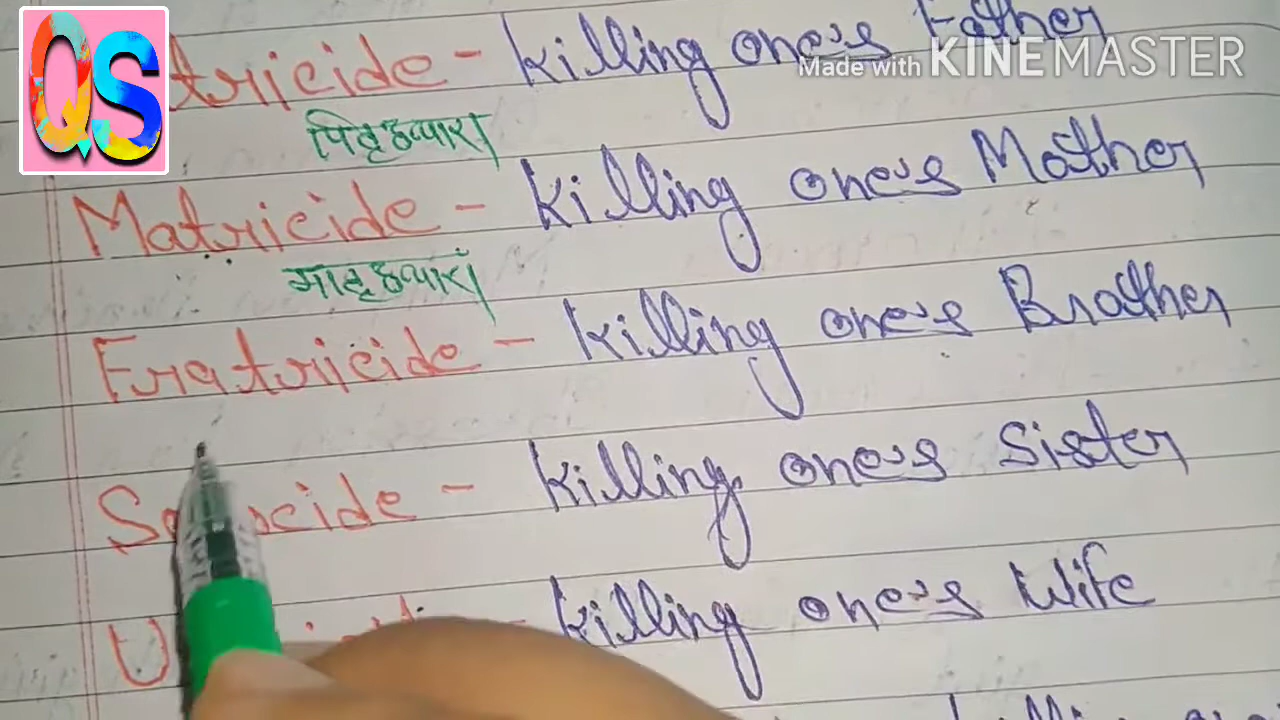 QS
Made with KINEMASTER
tricide - Killing one's Father
पितृहत्यारा
Matricide - Killing one's Mother
मातृहत्यारा
Fratricide - Killing one's Brother
Killing one's Sister
Killing one's Wife